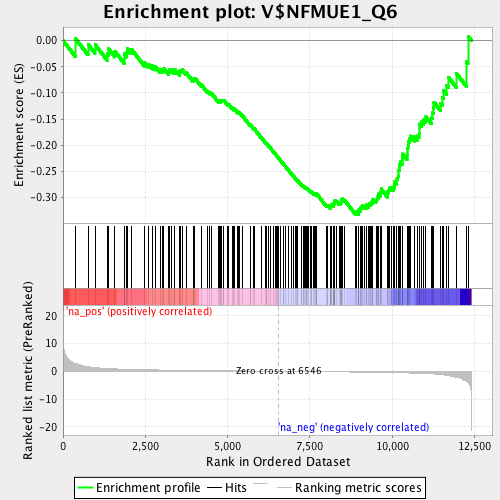 Enrichment plot: V$NFMUE1_Q6
Enrichment score (ES)
0.00
-0.05
-0.10
-0.15
-0.20
-0.25
-0.30
'na_pos' (positively correlated)
Ranked list metric (PreRanked)
20
10
0
-10
-20
Zero cross at 6546
'na_neg' (negatively correlated)
0
2,500
5,000
7,500
10,000
12,500
Rank in Ordered Dataset
Enrichment profile
Hits
Ranking metric scores